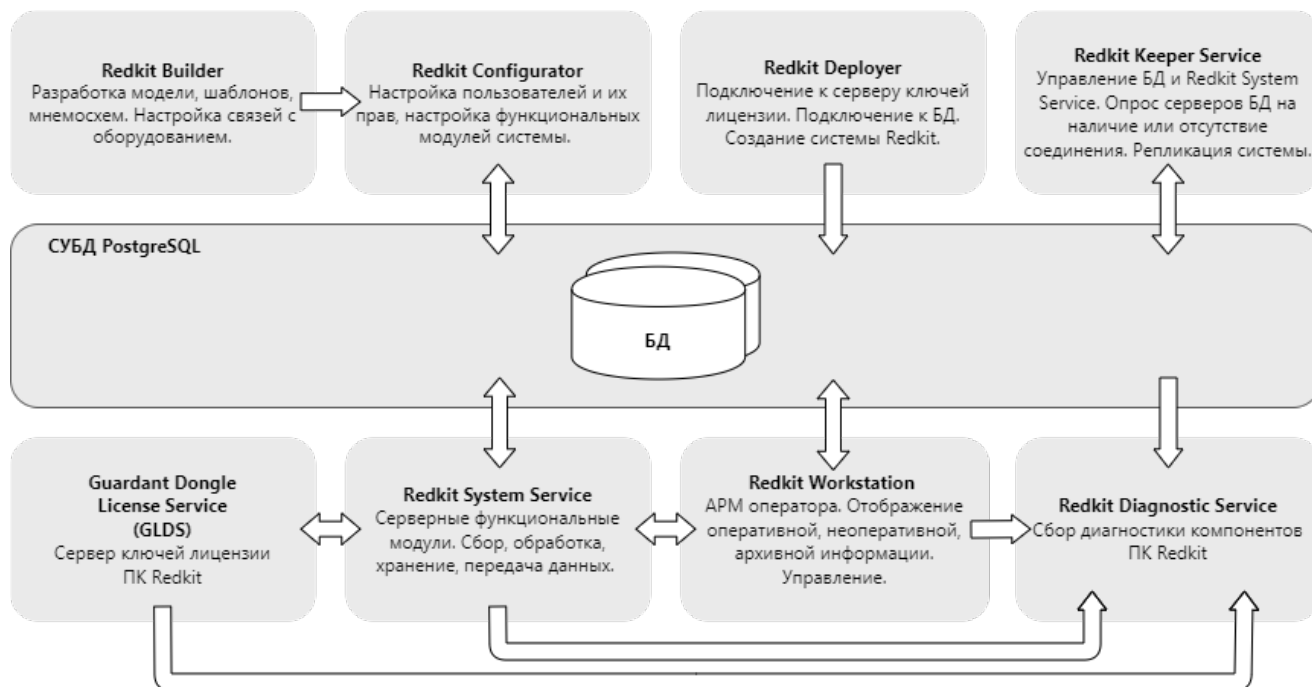 Redkit Builder
Разработка модели, шаблонов,
мнемосхем. Настройка связей с
оборудованием.
Redkit Configurator
Настройка пользователей и их
прав, настройка функциональных
модулей системы.
Redkit Deployer
Подключение к серверу ключей
лицензии. Подключение к БД.
Создание системы Redkit.
Redkit Keeper Service
Управление БД и Redkit System
Service. Опрос серверов БД на
наличие или отсутствие
соединения. Репликация системы.
СУБД PostgreSQL
БД
Guardant Dongle
License Service
(GLDS)
Сервер ключей лицензии
ПК Redkit
Redkit System Service
Серверные функциональные
модули. Сбор, обработка,
хранение, передача данных.
Redkit Workstation
АРМ оператора. Отображение
оперативной, неоперативной,
архивной информации.
Управление.
Redkit Diagnostic Service
Сбор диагностики компонентов
ПК Redkit